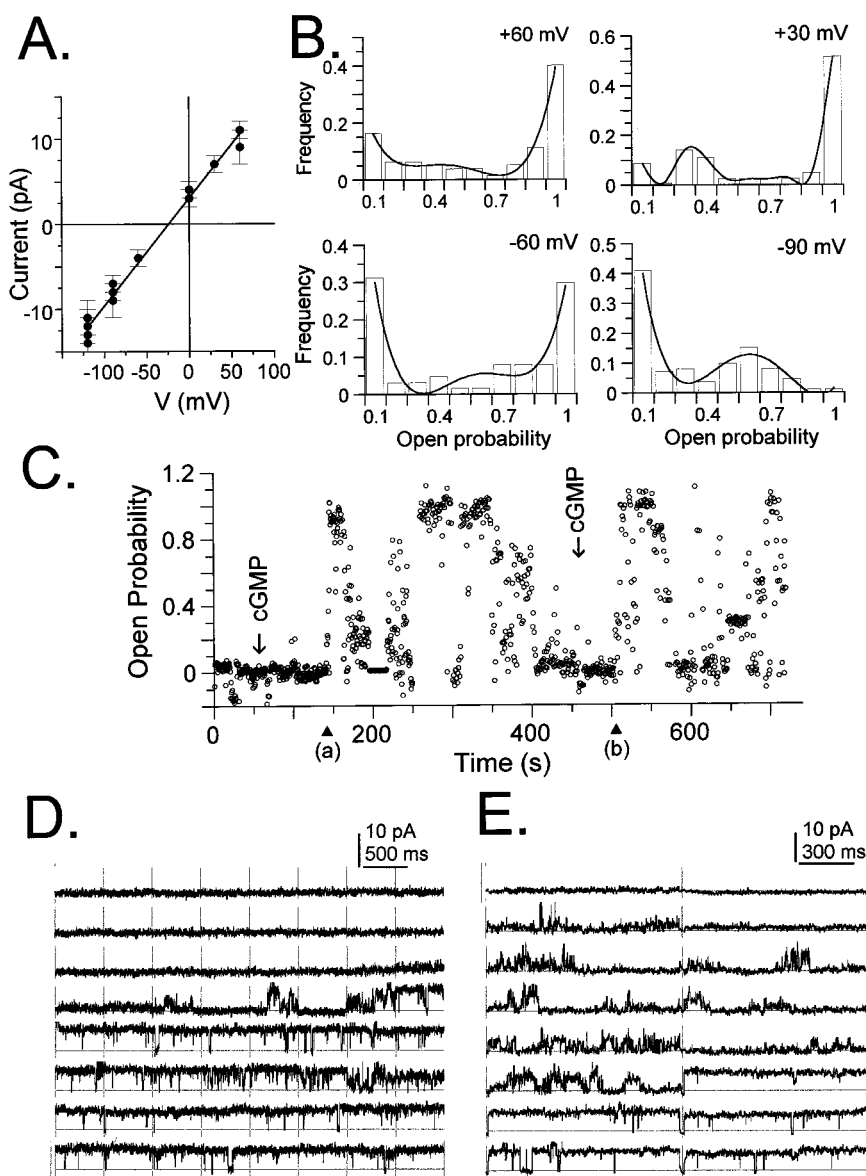 A.
Current (pA)
10
0
-10
-100 -50 0 50 100
V (mV)
B.
+60 mV
Frequency
0.4
0.2
0
0.1 0.4 0.7 1
+30 mV
0.6
0.4
0.2
0
0.1 0.4 0.7 1
-60 mV
Frequency
0.4
0.3
0.2
0.1
0
0.1 0.4 0.7 1
Open probability
-90 mV
0.5
0.4
0.3
0.2
0.1
0
0.1 0.4 0.7 1
Open probability
C.
Open Probability
1.2
0.8
0.4
0
cGMP
cGMP
0 200 400 600
(a) (b)
Time (s)
D.
10 pA
500 ms
E.
10 pA
300 ms